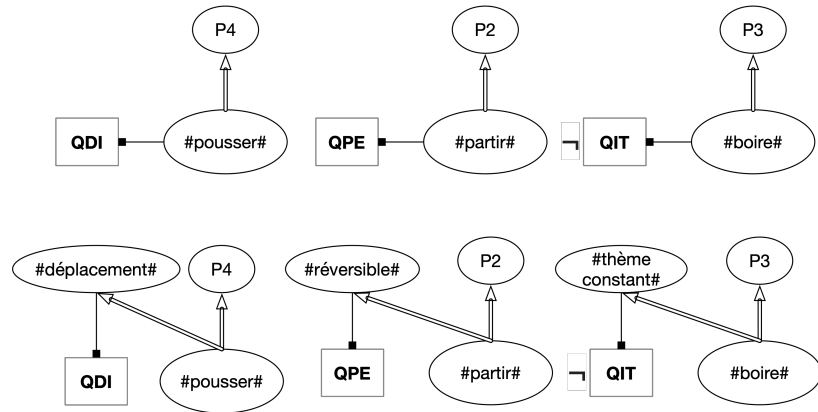 P4
P2
P3
QDI
#pousser#
QPE
#partir#
¬
QIT
#boire#
#déplacement#
P4
#réversible#
P2
#thème
constant#
P3
QDI
#pousser#
QPE
#partir#
¬
QIT
#boire#